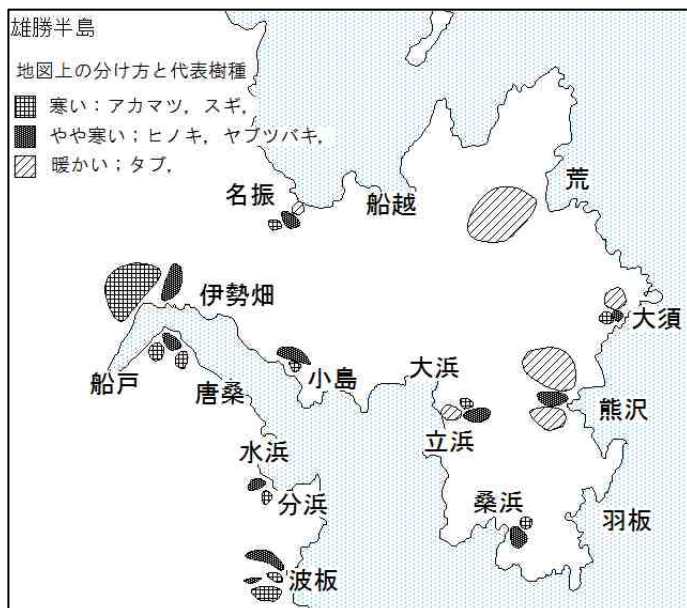 雄勝半島
地図上の分け方と代表樹種
寒い；アカマツ，スギ，
やや寒い；ヒノキ，ヤブツバキ，
暖かい；タブ，
名振
船越
荒
伊勢畑
大須
船戸
唐桑
小島
大浜
熊沢
水浜
立浜
分浜
桑浜
羽板
波板